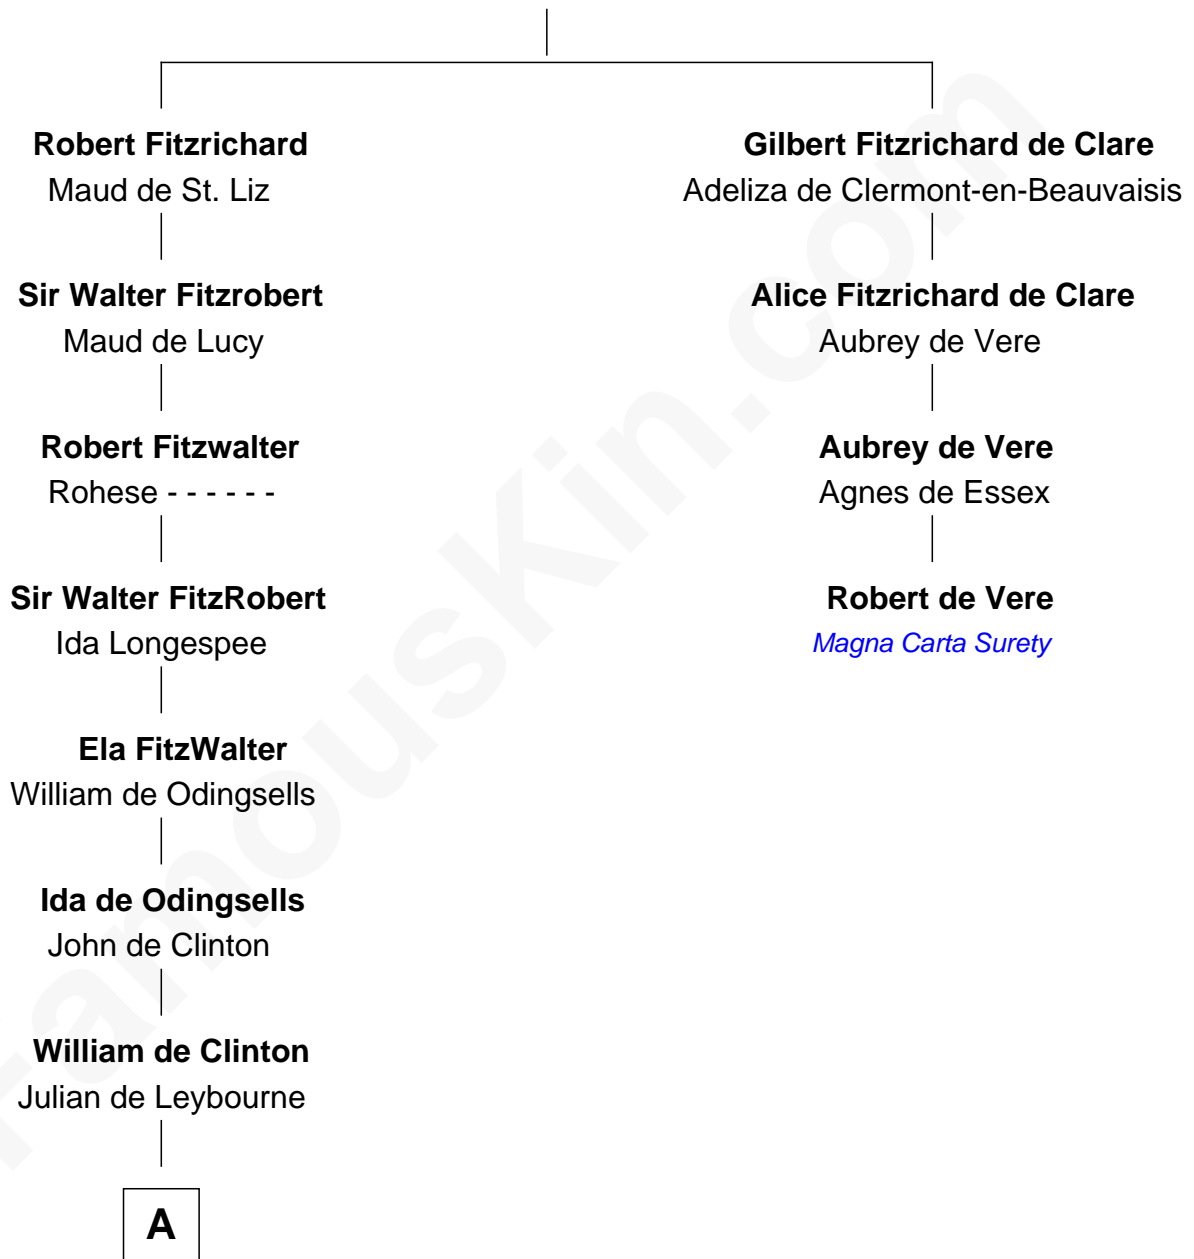 Robert Fitzrichard
Maud de St. Liz
Gilbert Fitzrichard de Clare
Adeliza de Clermont-en-Beauvaisis
Sir Walter Fitzrobert
Maud de Lucy
Alice Fitzrichard de Clare
Aubrey de Vere
Robert Fitzwalter
Rohese - - - - - -
Aubrey de Vere
Agnes de Essex
Sir Walter FitzRobert
Ida Longespee
Robert de Vere
Magna Carta Surety
Ela FitzWalter
William de Odingsells
Ida de Odingsells
John de Clinton
William de Clinton
Julian de Leybourne
A
FamousKin.com